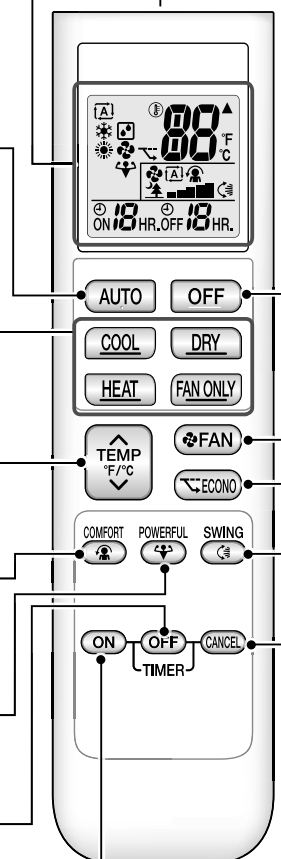 A
88 °F
°C
A
ON 18 HR. OFF 18 HR.
AUTO OFF
COOL DRY
HEAT FAN ONLY
TEMP
°F/°C
FAN
ECONO
COMFORT POWERFUL SWING
ON OFF CANCEL
TIMER